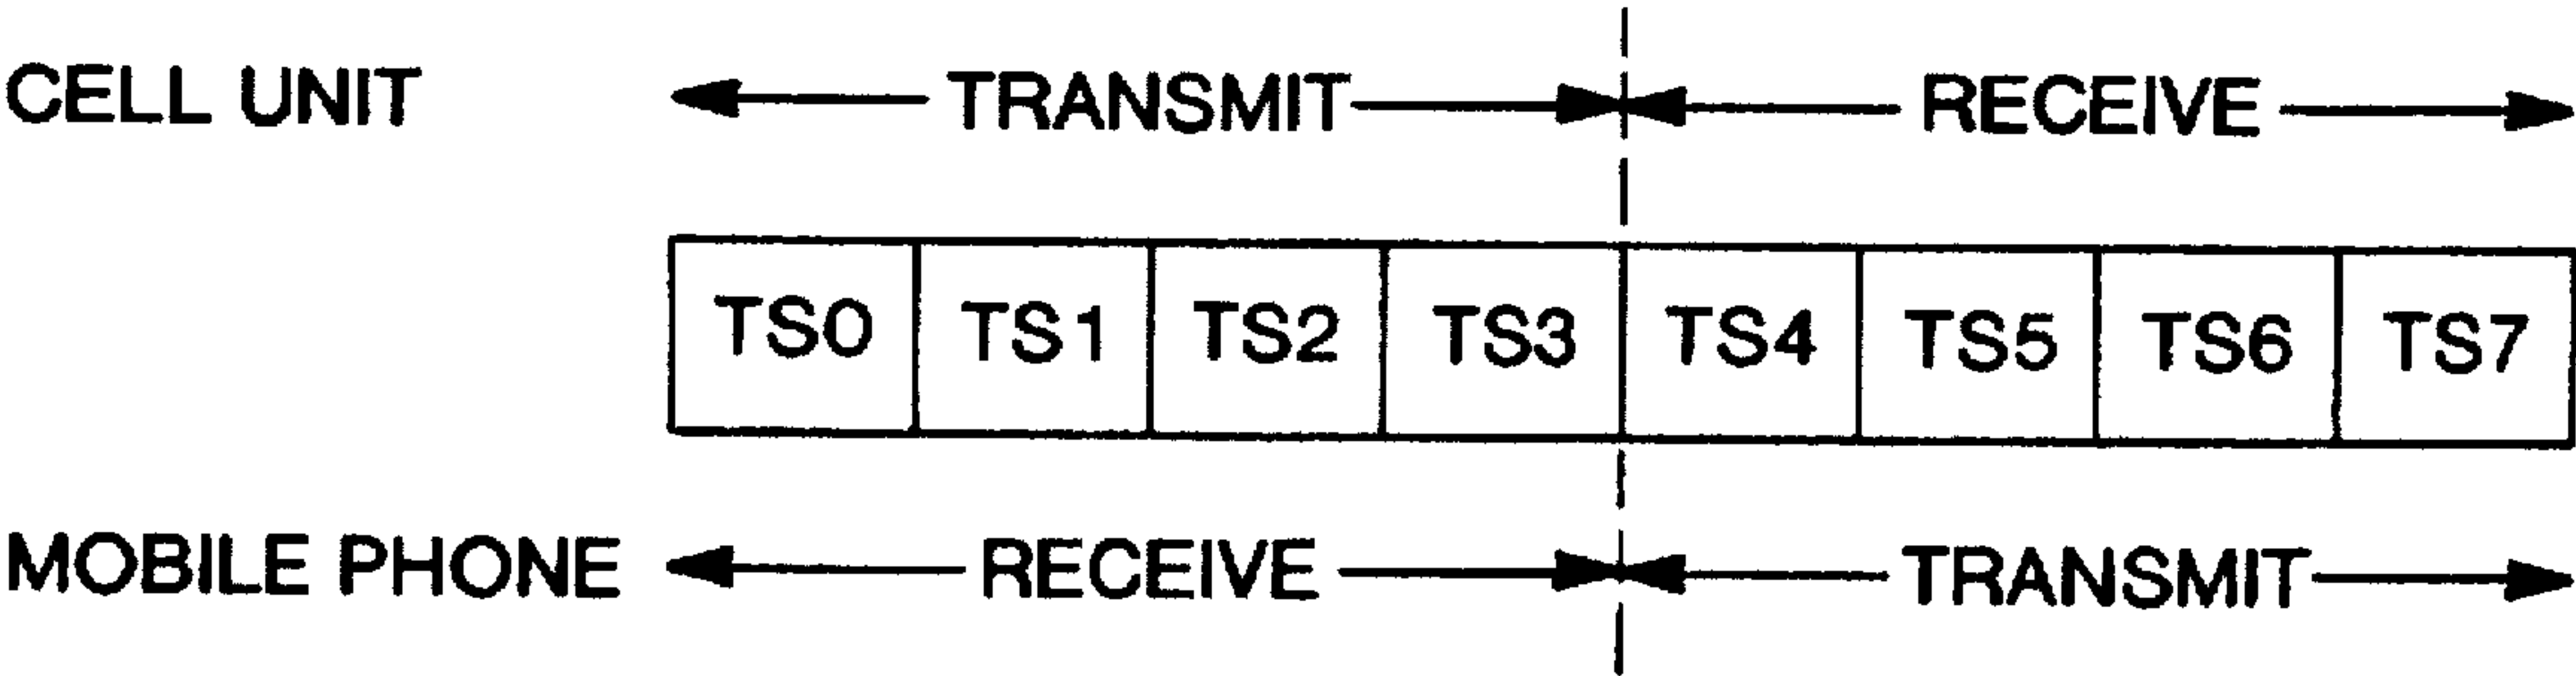 CELL UNIT TRANSMIT RECEIVE
TS0 TS1 TS2 TS3 TS4 TS5 TS6 TS7
MOBILE PHONE RECEIVE TRANSMIT